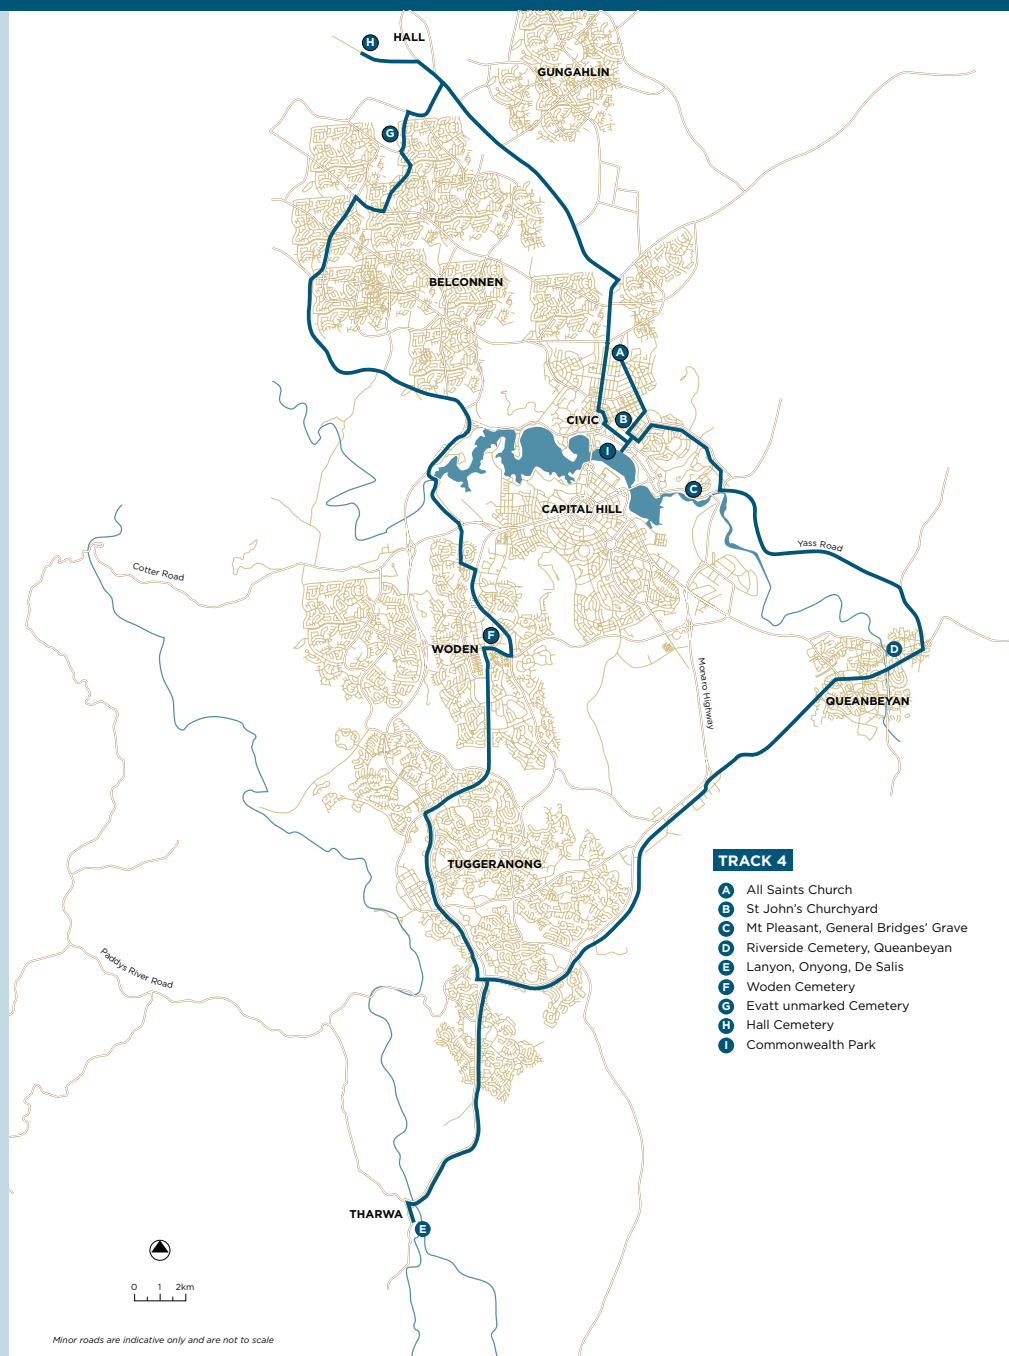 H
HALL
GUNGAHLIN
G
BELCONNEN
A
CIVIC
B
I
C
CAPITAL HILL
Yass Road
Cotter Road
F
WODEN
D
Monaro Highway
QUEANBEYAN
TUGGERANONG
TRACK 4
A All Saints Church
B St John's Churchyard
C Mt Pleasant, General Bridges' Grave
D Riverside Cemetery, Queanbeyan
E Lanyon, Onyong, De Salis
F Woden Cemetery
G Evatt unmarked Cemetery
H Hall Cemetery
I Commonwealth Park
Paddys River Road
THARWA
E
0 1 2km
Minor roads are indicative only and are not to scale